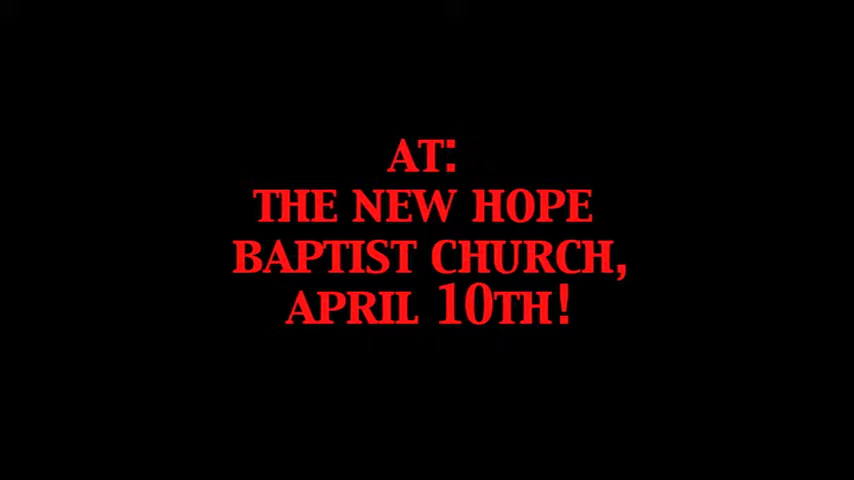 AT:
THE NEW HOPE
BAPTIST CHURCH,
APRIL 10TH!